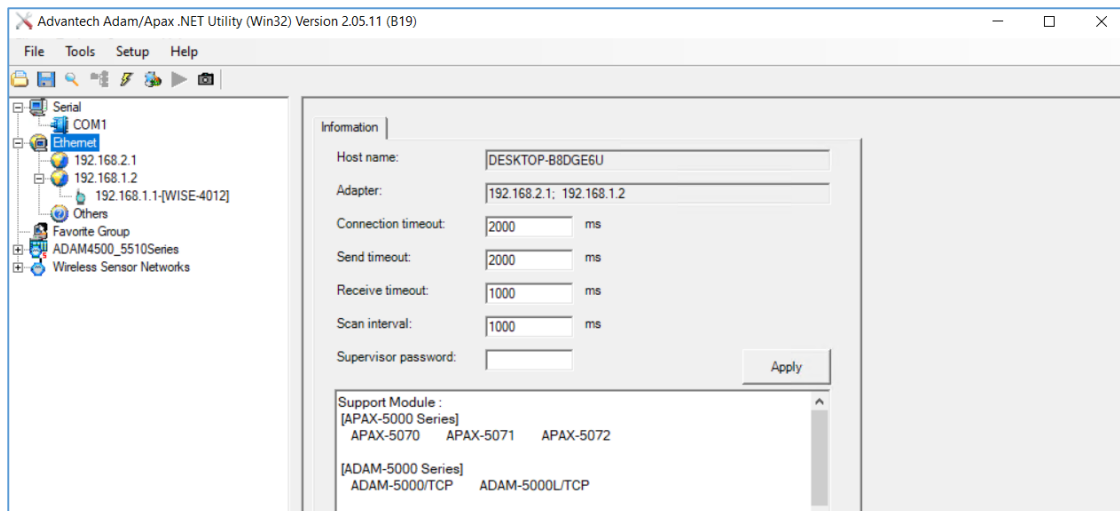 Advantech Adam/Apax .NET Utility (Win32) Version 2.05.11 (B19)
File Tools Setup Help
Serial
COM1
Ethernet
192.168.2.1
192.168.1.2
192.168.1.1-[WISE-4012]
Others
Favorite Group
ADAM4500_5510Series
Wireless Sensor Networks
Information
Host name: DESKTOP-B8DGE6U
Adapter: 192.168.2.1; 192.168.1.2
Connection timeout: 2000 ms
Send timeout: 2000 ms
Receive timeout: 1000 ms
Scan interval: 1000 ms
Supervisor password:
Apply
Support Module :
[APAX-5000 Series]
APAX-5070 APAX-5071 APAX-5072
[ADAM-5000 Series]
ADAM-5000/TCP ADAM-5000L/TCP